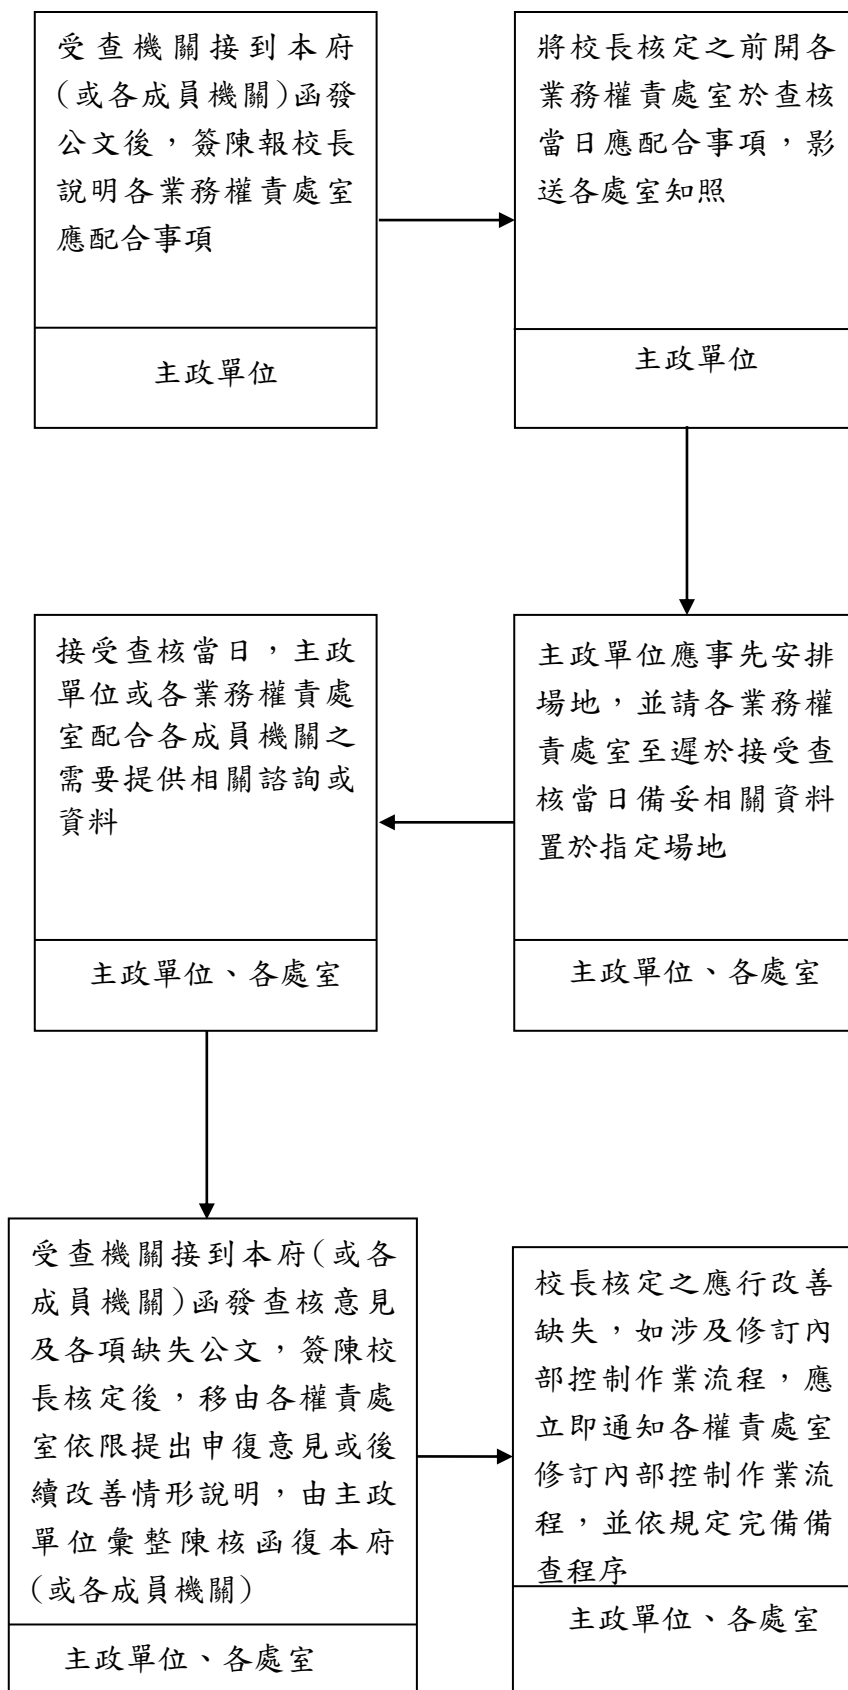 受查機關接到本府
(或各成員機關)函發
公文後，簽陳報校長
說明各業務權責處室
應配合事項
主政單位
將校長核定之前開各
業務權責處室於查核
當日應配合事項，影
送各處室知照
主政單位
主政單位應事先安排
場地，並請各業務權
責處室至遲於接受查
核當日備妥相關資料
置於指定場地
主政單位、各處室
接受查核當日，主政
單位或各業務權責處
室配合各成員機關之
需要提供相關諮詢或
資料
主政單位、各處室
受查機關接到本府(或各
成員機關)函發查核意見
及各項缺失公文，簽陳校
長核定後，移由各權責處
室依限提出申復意見或後
續改善情形說明，由主政
單位彙整陳核函復本府
(或各成員機關)
主政單位、各處室
校長核定之應行改善
缺失，如涉及修訂內
部控制作業流程，應
立即通知各權責處室
修訂內部控制作業流
程，並依規定完備備
查程序
主政單位、各處室